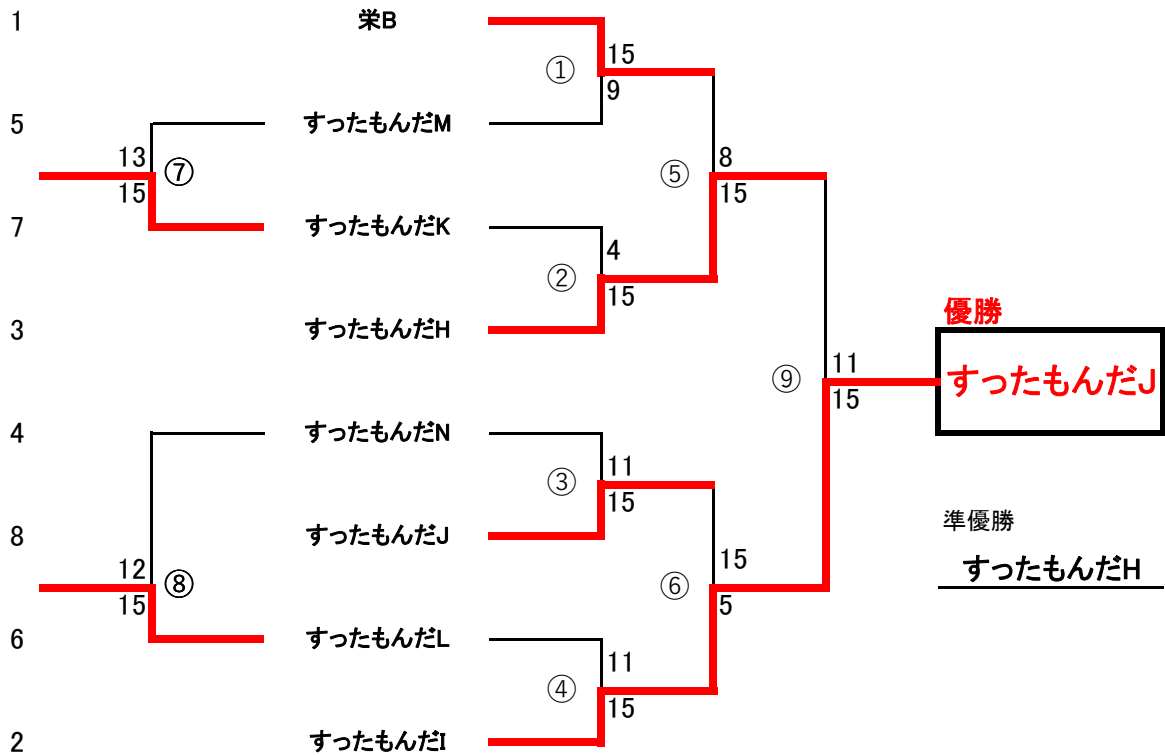 1 栄B
15
①
9
5 すったもんだM
13 ⑦
15
8
⑤
15
7 すったもんだK
4
②
15
3 すったもんだH
優勝
すったもんだJ
11
⑨
15
4 すったもんだN
11
③
15
8 すったもんだJ
準優勝
すったもんだH
12 ⑧
15
15
⑥
5
6 すったもんだL
11
④
15
2 すったもんだI